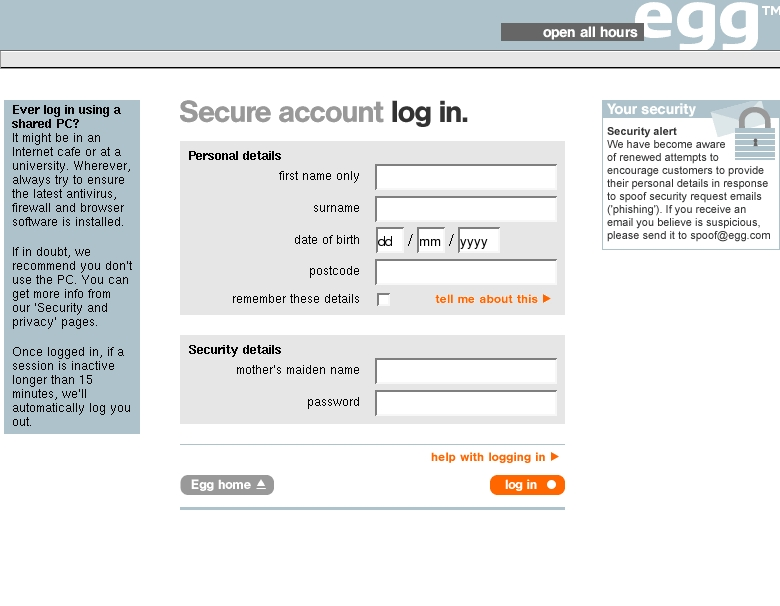 open all hours
egg™
Ever log in using a
shared PC?
It might be in an
Internet cafe or at a
university. Wherever,
always try to ensure
the latest antivirus,
firewall and browser
software is installed.
If in doubt, we
recommend you don't
use the PC. You can
get more info from
our 'Security and
privacy' pages.
Once logged in, if a
session is inactive
longer than 15
minutes, we'll
automatically log you
out.
Secure account log in.
Personal details
first name only
surname
date of birth dd / mm / yyyy
postcode
remember these details tell me about this
Security details
mother's maiden name
password
help with logging in
Egg home log in
Your security
Security alert
We have become aware
of renewed attempts to
encourage customers to provide
their personal details in response
to spoof security request emails
('phishing'). If you receive an
email you believe is suspicious,
please send it to spoof@egg.com